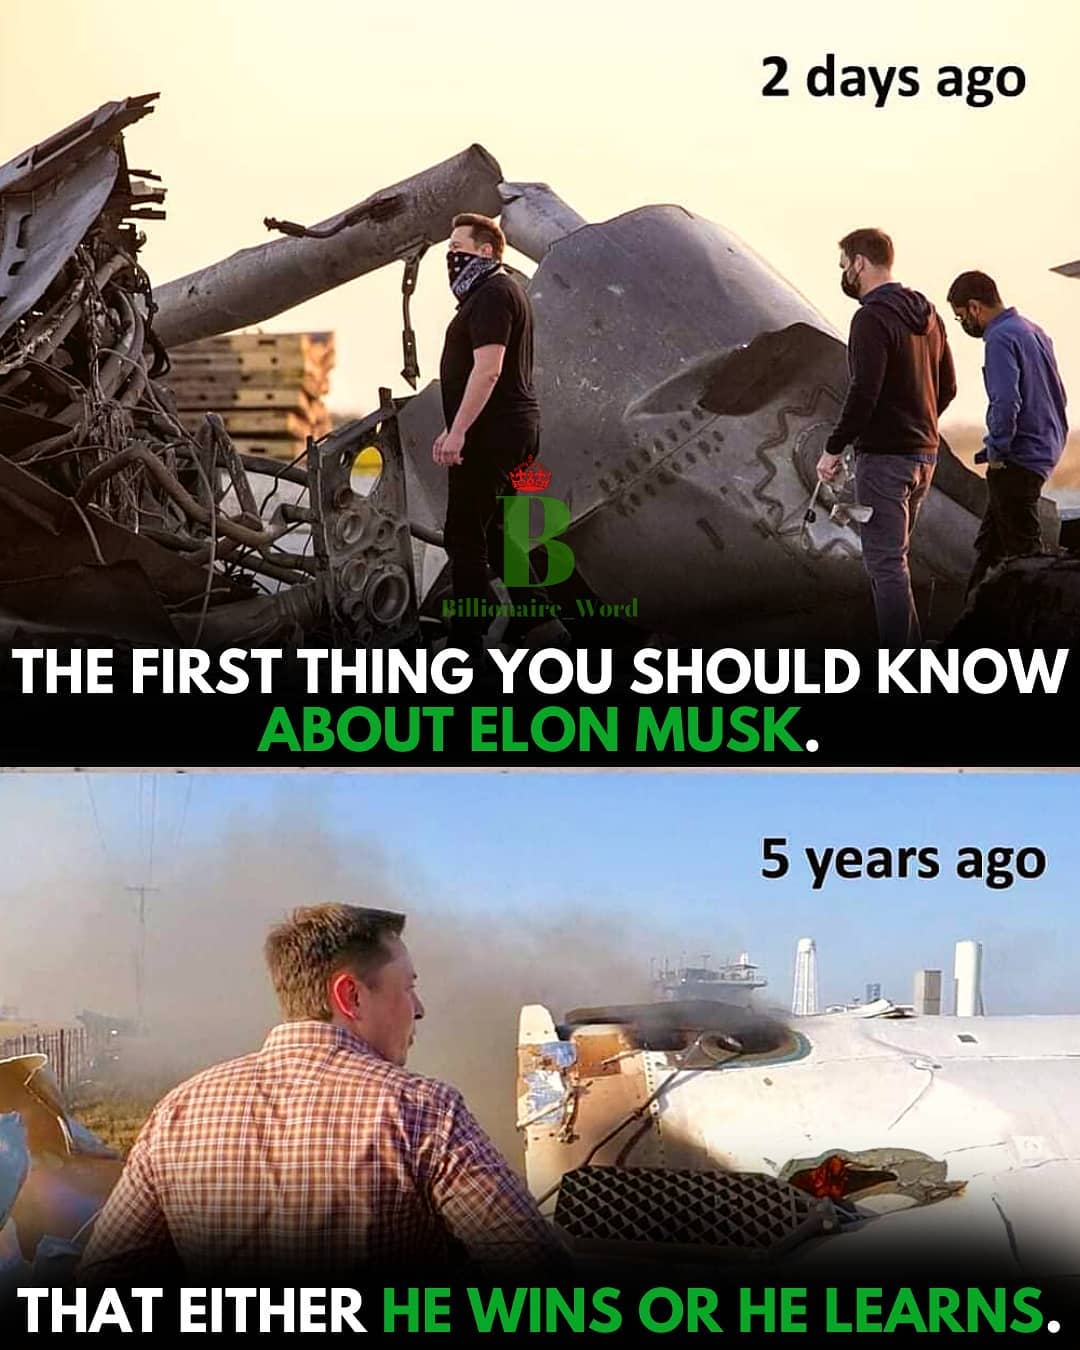 2 days ago
B
Billionaire_Word
THE FIRST THING YOU SHOULD KNOW
ABOUT ELON MUSK.
5 years ago
THAT EITHER HE WINS OR HE LEARNS.